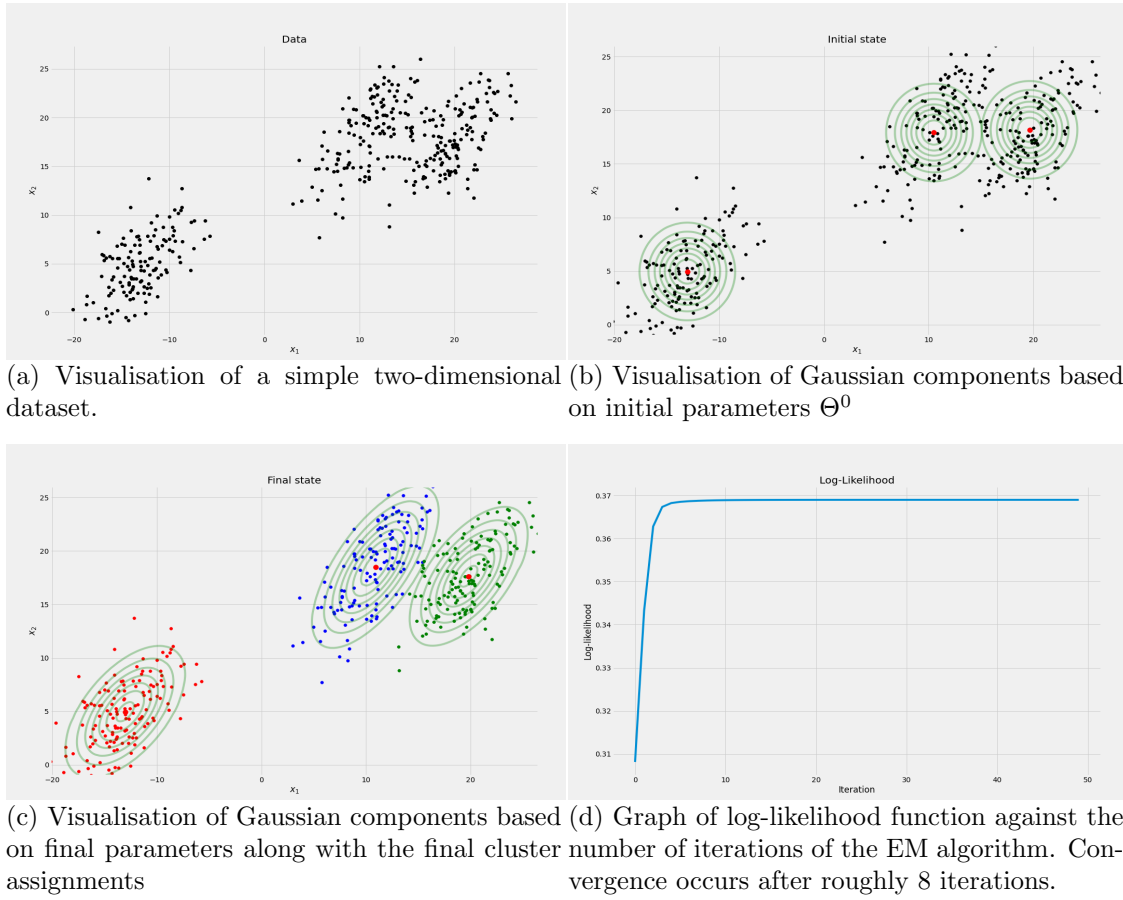 Data
25
20
15
10
5
0
−20 −10 0 10 20
x₂
x₁
Initial state
25
20
15
10
5
0
−20 −10 0 10 20
x₂
x₁
(a) Visualisation of a simple two-dimensional
dataset.
(b) Visualisation of Gaussian components based
on initial parameters Θ⁰
Final state
25
20
15
10
5
0
−20 −10 0 10 20
x₂
x₁
Log-Likelihood
0.37
0.36
0.35
0.34
0.33
0.32
0.31
0 10 20 30 40 50
Log-likelihood
Iteration
(c) Visualisation of Gaussian components based
on final parameters along with the final cluster
assignments
(d) Graph of log-likelihood function against the
number of iterations of the EM algorithm. Con-
vergence occurs after roughly 8 iterations.